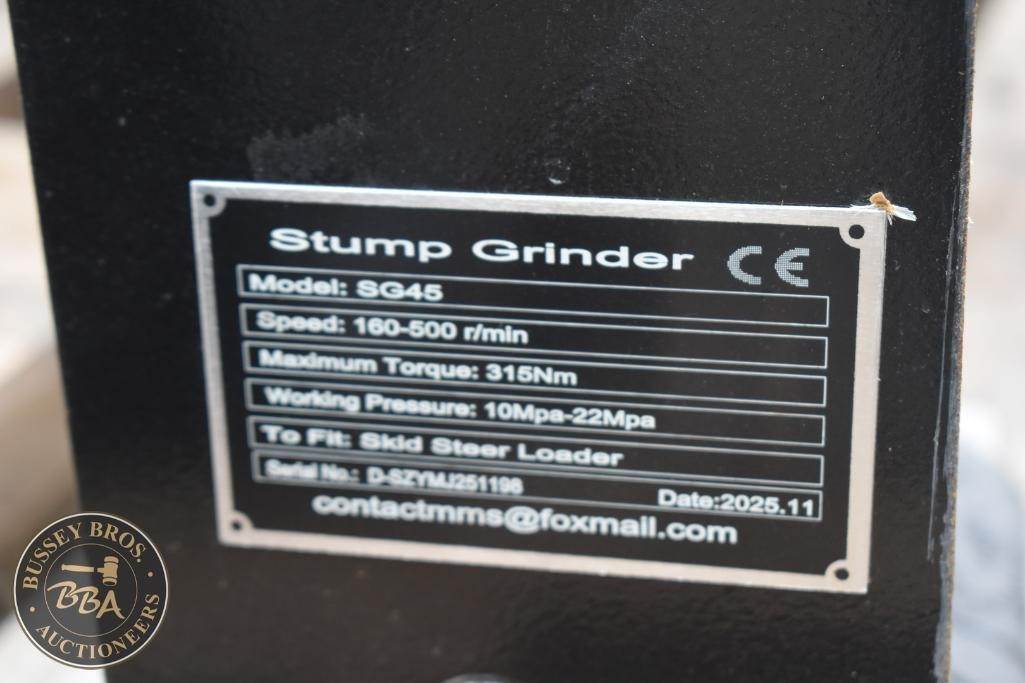 Stump Grinder CE
Model: SG45
Speed: 160-500 r/min
Maximum Torque: 315Nm
Working Pressure: 10Mpa-22Mpa
To Fit: Skid Steer Loader
Serial No.: D-SZYMJ251198
Date:2025.11
contactmms@foxmail.com
BUSSEY BROS.
BBA
AUCTIONEERS